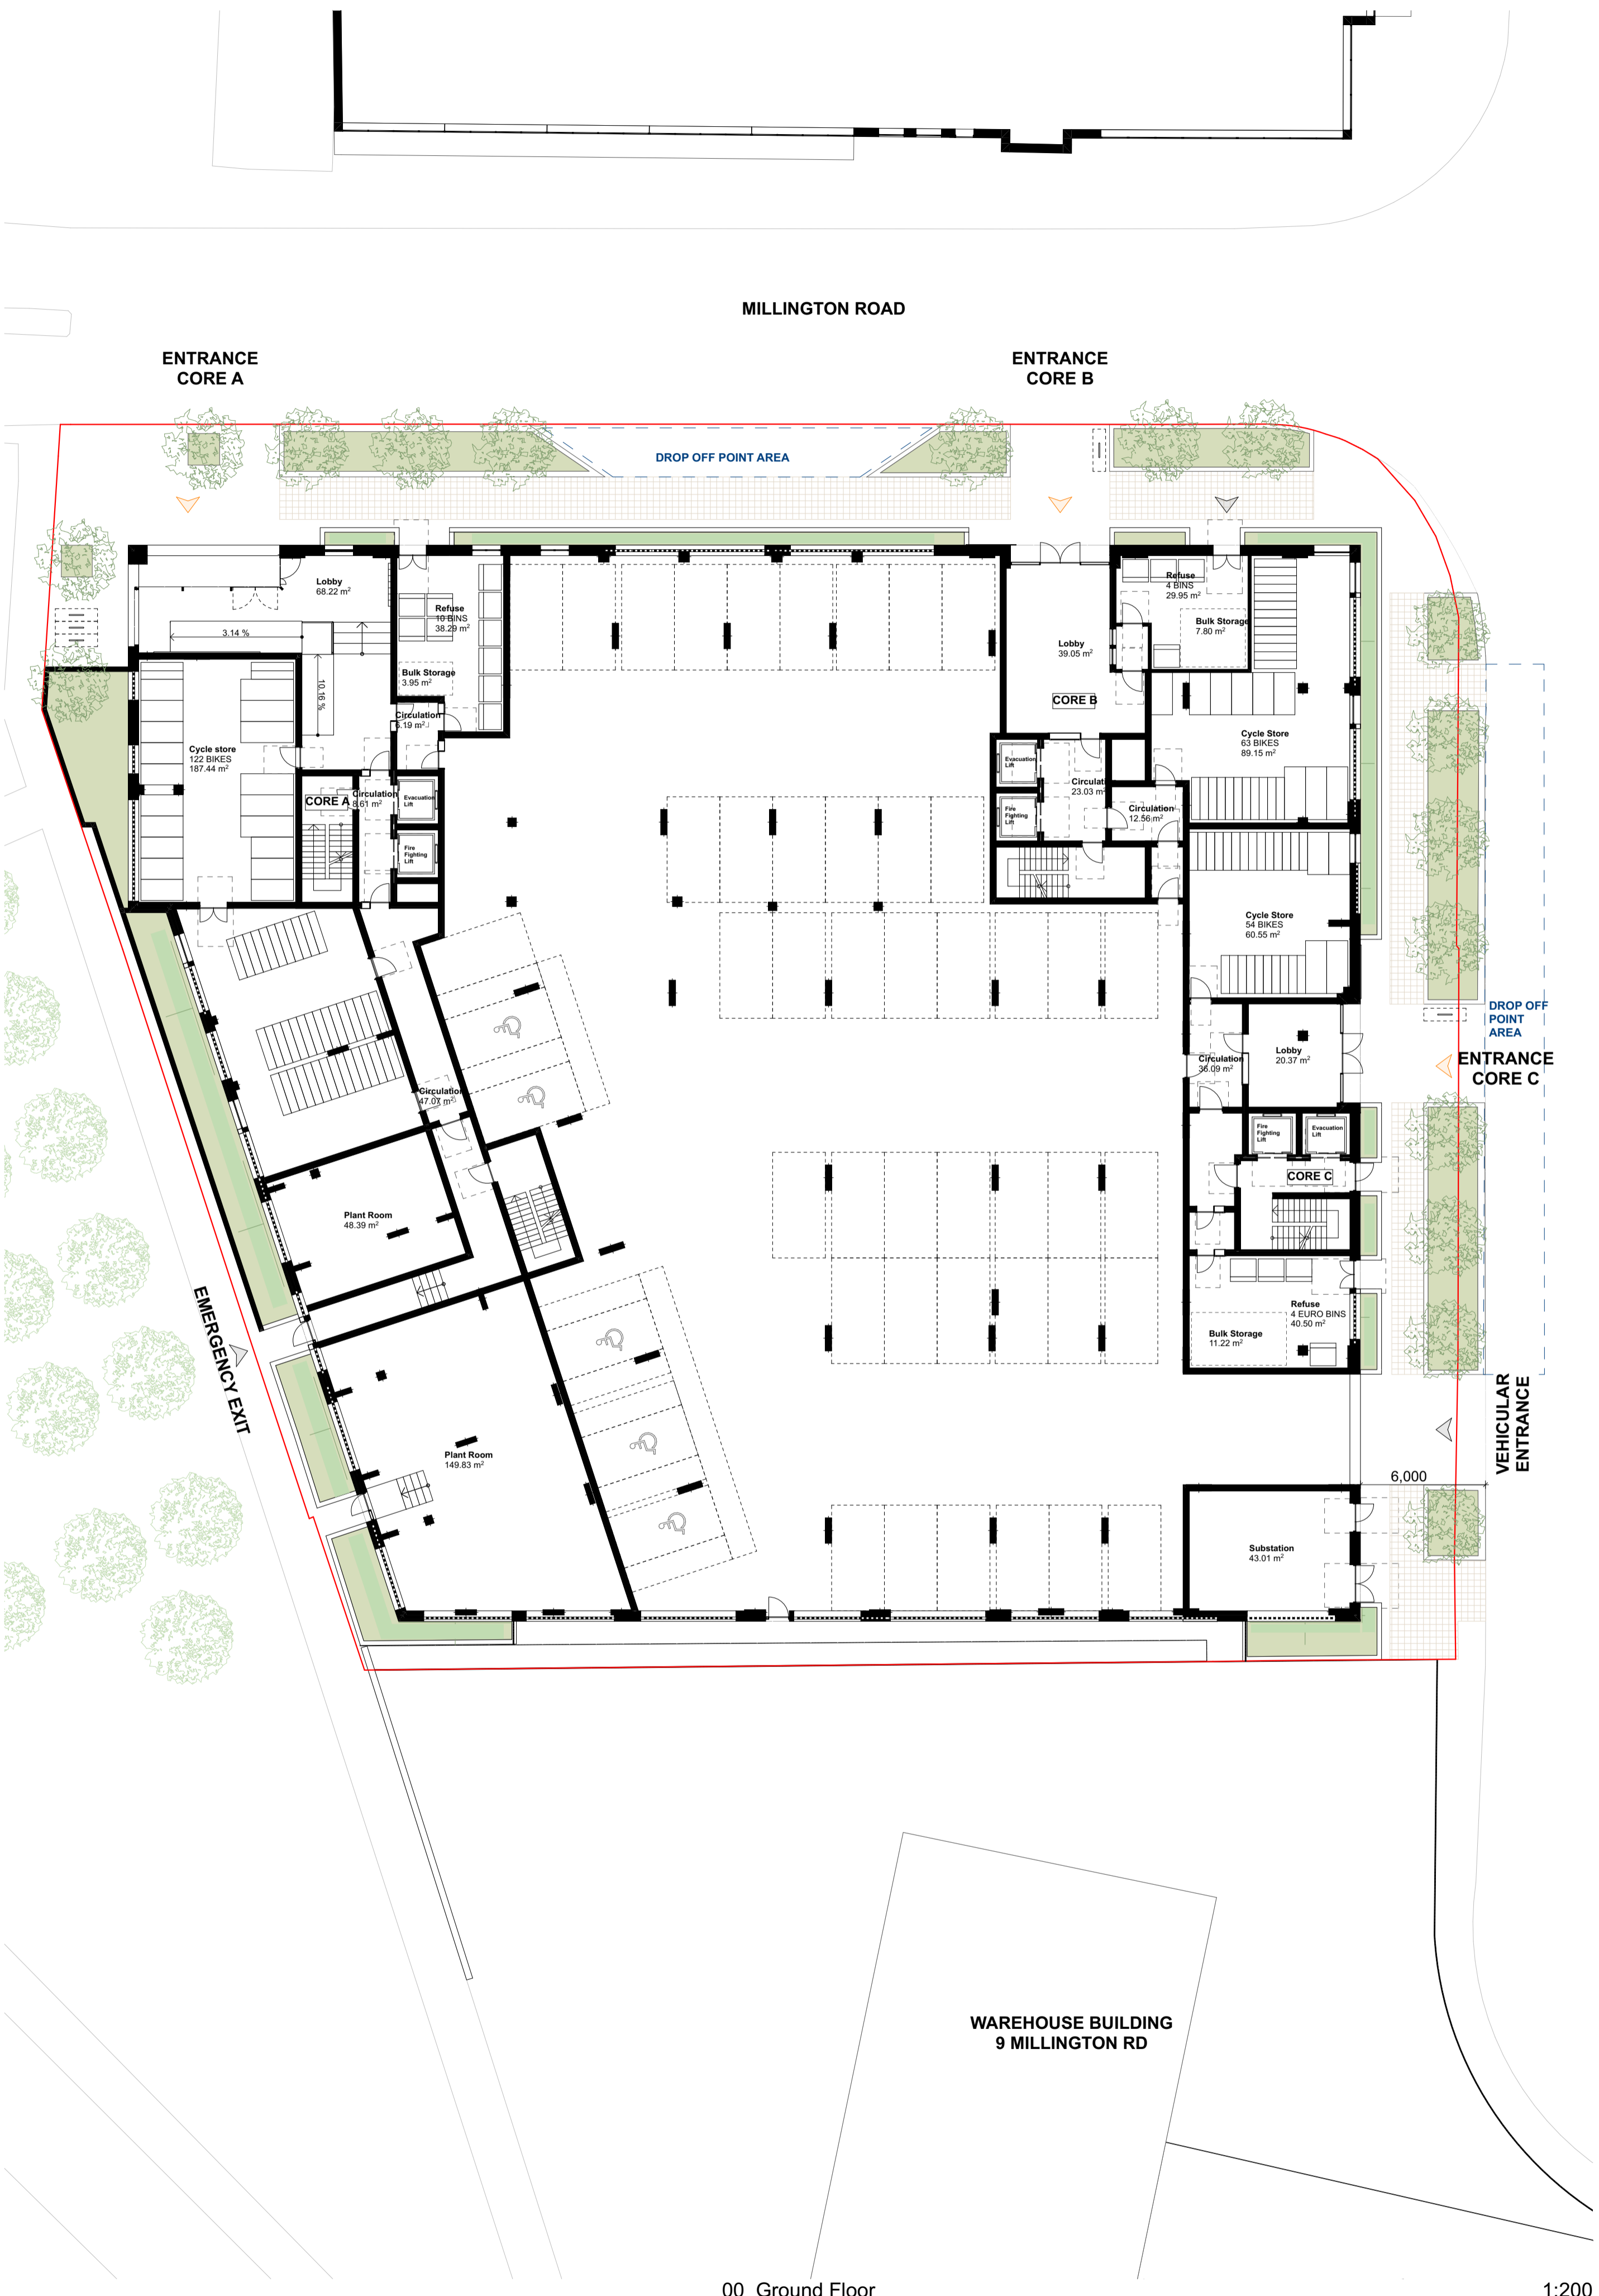 MILLINGTON ROAD
ENTRANCE
CORE A
ENTRANCE
CORE B
DROP OFF POINT AREA
Lobby
68.22 m²
3.14 %
10.16 %
Refuse
10 BINS
38.29 m²
Bulk Storage
3.95 m²
Circulation
6.19 m²
Cycle store
122 BIKES
187.44 m²
CORE A
Circulation
8.61 m²
Evacuation
Lift
Fire
Fighting
Lift
Lobby
39.05 m²
CORE B
Refuse
4 BINS
29.95 m²
Bulk Storage
7.80 m²
Evacuation
Lift
Fire
Fighting
Lift
Circulati
23.03 m²
Circulation
12.56 m²
Cycle Store
63 BIKES
89.15 m²
Cycle Store
54 BIKES
60.55 m²
DROP OFF
POINT
AREA
ENTRANCE
CORE C
Circulation
36.09 m²
Lobby
20.37 m²
Fire
Fighting
Lift
Evacuation
Lift
CORE C
Circulation
47.07 m²
Plant Room
48.39 m²
EMERGENCY EXIT
Refuse
4 EURO BINS
40.50 m²
Bulk Storage
11.22 m²
VEHICULAR
ENTRANCE
6,000
Plant Room
149.83 m²
Substation
43.01 m²
WAREHOUSE BUILDING
9 MILLINGTON RD
00 Ground Floor
1:200